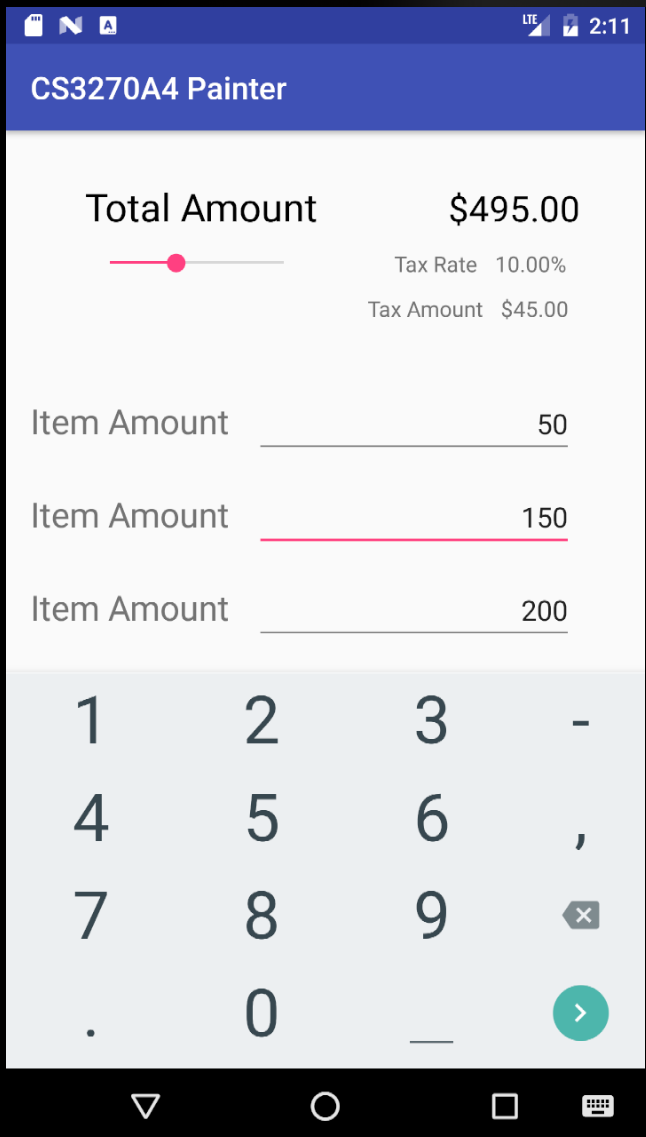 LTE 2:11
CS3270A4 Painter
Total Amount $495.00
Tax Rate 10.00%
Tax Amount $45.00
Item Amount 50
Item Amount 150
Item Amount 200
1 2 3 -
4 5 6 ,
7 8 9
. 0 _